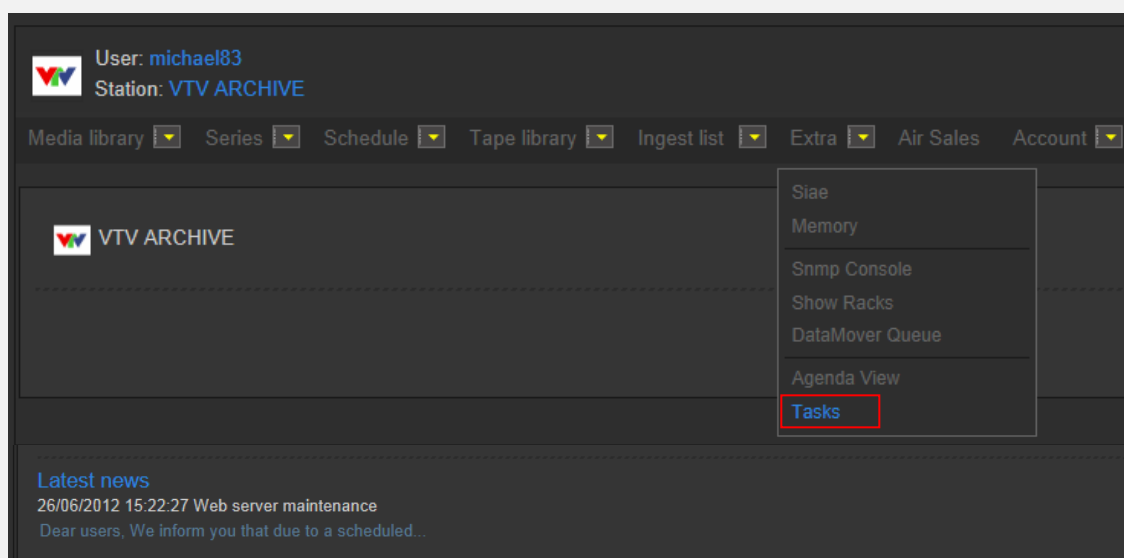 User: michael83
Station: VTV ARCHIVE
Media library Series Schedule Tape library Ingest list Extra Air Sales Account
VTV ARCHIVE
Siae
Memory
Snmp Console
Show Racks
DataMover Queue
Agenda View
Tasks
Latest news
26/06/2012 15:22:27 Web server maintenance
Dear users, We inform you that due to a scheduled...